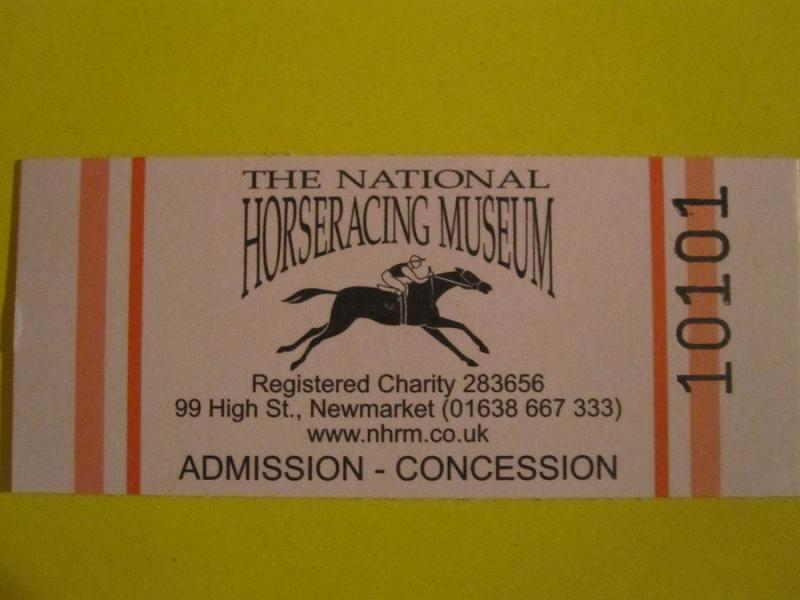 THE NATIONAL
HORSERACING MUSEUM
Registered Charity 283656
99 High St., Newmarket (01638 667 333)
www.nhrm.co.uk
ADMISSION - CONCESSION
10101